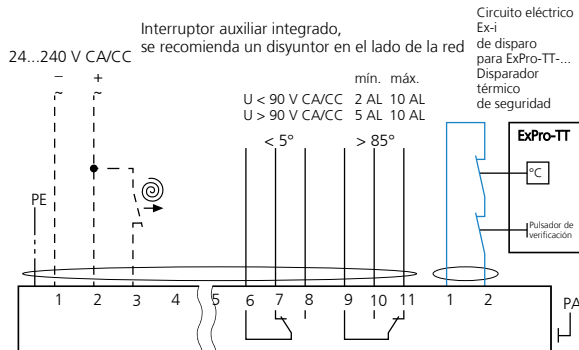 Interruptor auxiliar integrado,
se recomienda un disyuntor en el lado de la red
Circuito eléctrico
Ex-i
de disparo
para ExPro-TT-...
Disparador
térmico
de seguridad
24...240 V CA/CC
– +
~ ~
mín. máx.
U < 90 V CA/CC 2 AL 10 AL
U > 90 V CA/CC 5 AL 10 AL
< 5° > 85°
ExPro-TT
°C
Pulsador de
verificación
PE
1 2 3 4 5 6 7 8 9 10 11 1 2
PA